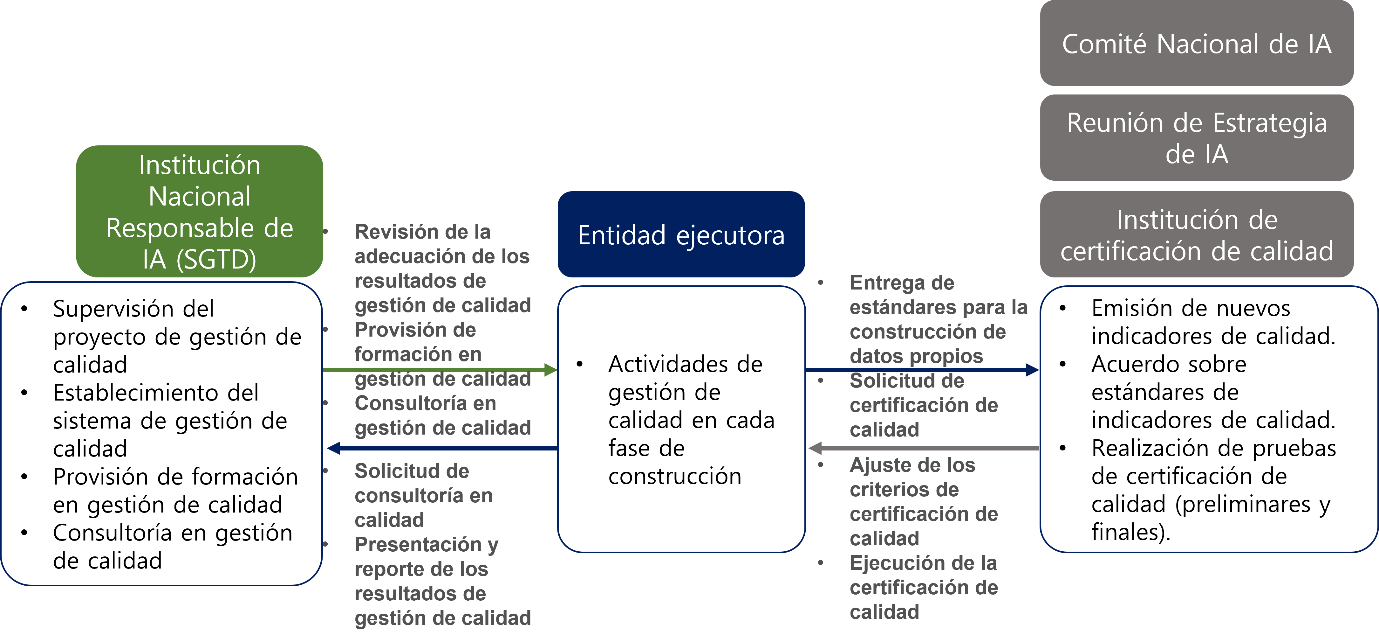 Institución
Nacional
Responsable de
IA (SGTD)
• Supervisión del
proyecto de gestión de
calidad
• Establecimiento del
sistema de gestión de
calidad
• Provisión de formación
en gestión de calidad
• Consultoría en gestión
de calidad
• Revisión de la
adecuación de los
resultados de
gestión de calidad
• Provisión de
formación en
gestión de calidad
• Consultoría en
gestión de calidad
• Solicitud de
consultoría en
calidad
• Presentación y
reporte de los
resultados de
gestión de calidad
Entidad ejecutora
• Actividades de
gestión de
calidad en cada
fase de
construcción
• Entrega de
estándares para la
construcción de
datos propios
• Solicitud de
certificación de
calidad
• Ajuste de los
criterios de
certificación de
calidad
• Ejecución de la
certificación de
calidad
Comité Nacional de IA
Reunión de Estrategia
de IA
Institución de
certificación de calidad
• Emisión de nuevos
indicadores de calidad.
• Acuerdo sobre
estándares de
indicadores de calidad.
• Realización de pruebas
de certificación de
calidad (preliminares y
finales).